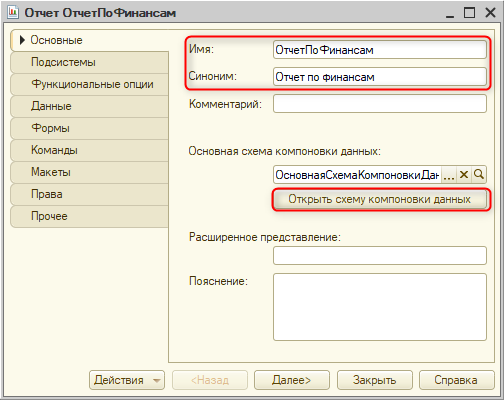 Отчет ОтчетПоФинансам
Основные
Подсистемы
Функциональные опции
Данные
Формы
Команды
Макеты
Права
Прочее
Имя: ОтчетПоФинансам
Синоним: Отчет по финансам
Комментарий:
Основная схема компоновки данных:
ОсновнаяСхемаКомпоновкиДан ...
Открыть схему компоновки данных
Расширенное представление:
Пояснение:
Действия <Назад Далее> Закрыть Справка